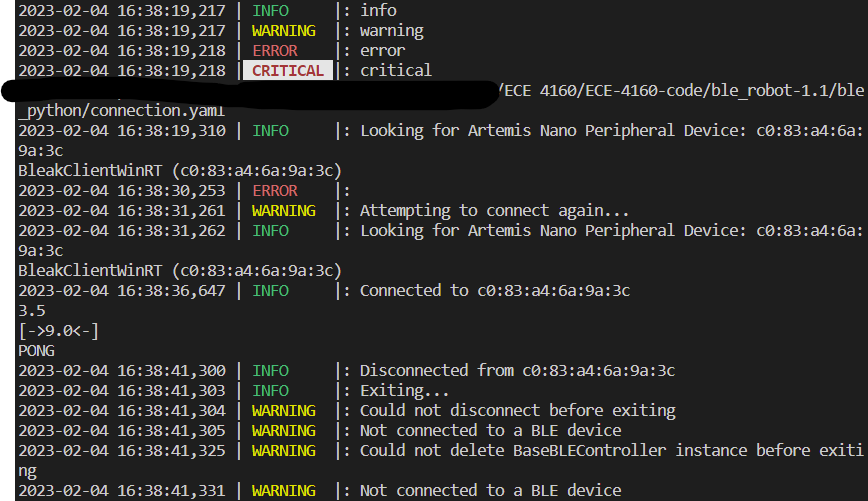 2023-02-04 16:38:19,217 | INFO     |: info
2023-02-04 16:38:19,217 | WARNING  |: warning
2023-02-04 16:38:19,218 | ERROR    |: error
2023-02-04 16:38:19,218 | CRITICAL |: critical
/ECE 4160/ECE-4160-code/ble_robot-1.1/ble
_python/connection.yaml
2023-02-04 16:38:19,310 | INFO     |: Looking for Artemis Nano Peripheral Device: c0:83:a4:6a:
9a:3c
BleakClientWinRT (c0:83:a4:6a:9a:3c)
2023-02-04 16:38:30,253 | ERROR    |:
2023-02-04 16:38:31,261 | WARNING  |: Attempting to connect again...
2023-02-04 16:38:31,262 | INFO     |: Looking for Artemis Nano Peripheral Device: c0:83:a4:6a:
9a:3c
BleakClientWinRT (c0:83:a4:6a:9a:3c)
2023-02-04 16:38:36,647 | INFO     |: Connected to c0:83:a4:6a:9a:3c
3.5
[->9.0<-]
PONG
2023-02-04 16:38:41,300 | INFO     |: Disconnected from c0:83:a4:6a:9a:3c
2023-02-04 16:38:41,303 | INFO     |: Exiting...
2023-02-04 16:38:41,304 | WARNING  |: Could not disconnect before exiting
2023-02-04 16:38:41,305 | WARNING  |: Not connected to a BLE device
2023-02-04 16:38:41,325 | WARNING  |: Could not delete BaseBLEController instance before exiti
ng
2023-02-04 16:38:41,331 | WARNING  |: Not connected to a BLE device